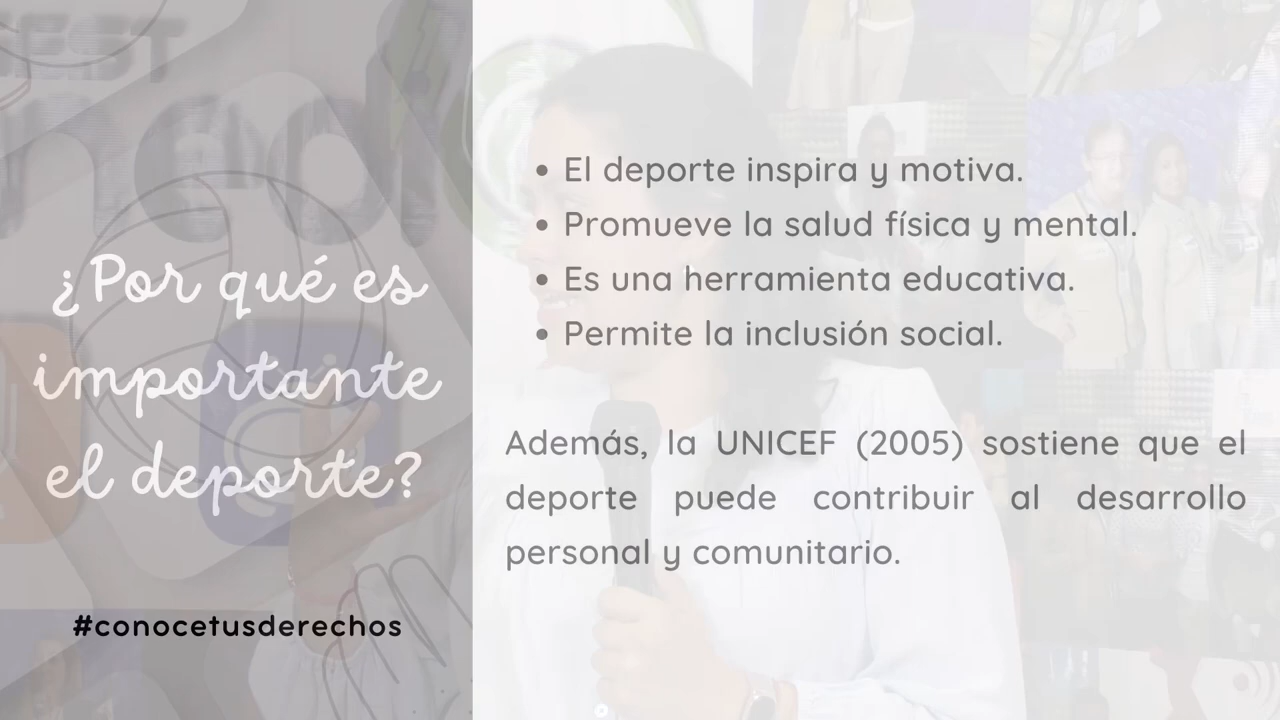 ¿Por qué es
importante
el deporte?
#conocetusderechos
• El deporte inspira y motiva.
• Promueve la salud física y mental.
• Es una herramienta educativa.
• Permite la inclusión social.
Además, la UNICEF (2005) sostiene que el
deporte puede contribuir al desarrollo
personal y comunitario.